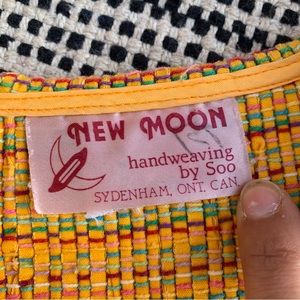 NEW MOON
handweaving
by Soo
SYDENHAM, ONT. CAN